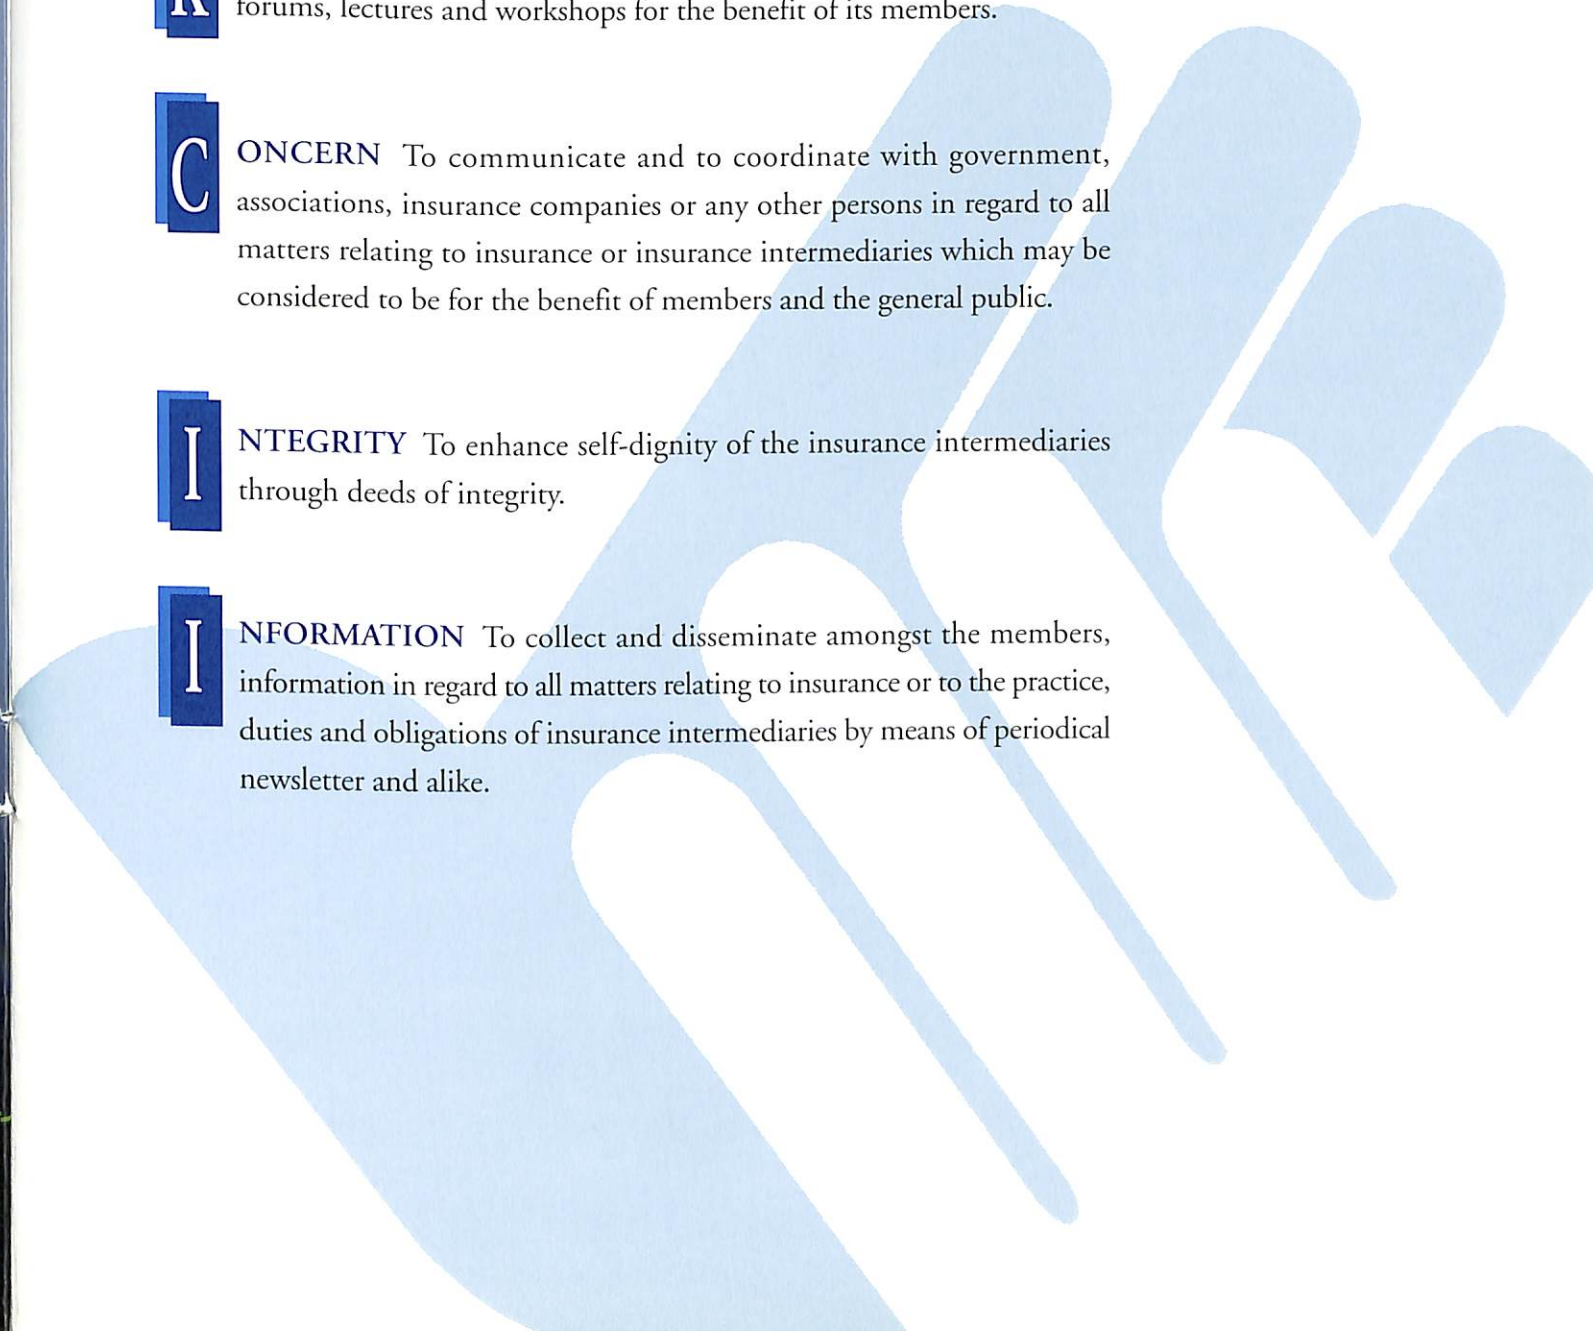 forums, lectures and workshops for the benefit of its members.
CONCERN To communicate and to coordinate with government,
associations, insurance companies or any other persons in regard to all
matters relating to insurance or insurance intermediaries which may be
considered to be for the benefit of members and the general public.
INTEGRITY To enhance self-dignity of the insurance intermediaries
through deeds of integrity.
INFORMATION To collect and disseminate amongst the members,
information in regard to all matters relating to insurance or to the practice,
duties and obligations of insurance intermediaries by means of periodical
newsletter and alike.